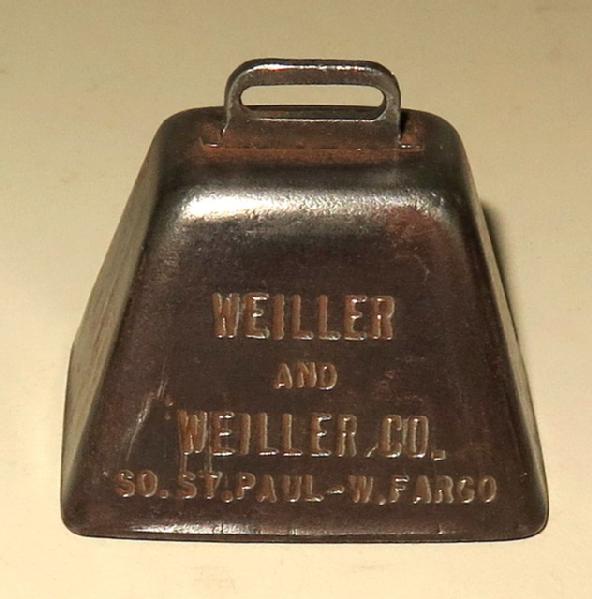 WEILLER
AND
WEILLER CO.
SO. ST. PAUL-W. FARGO